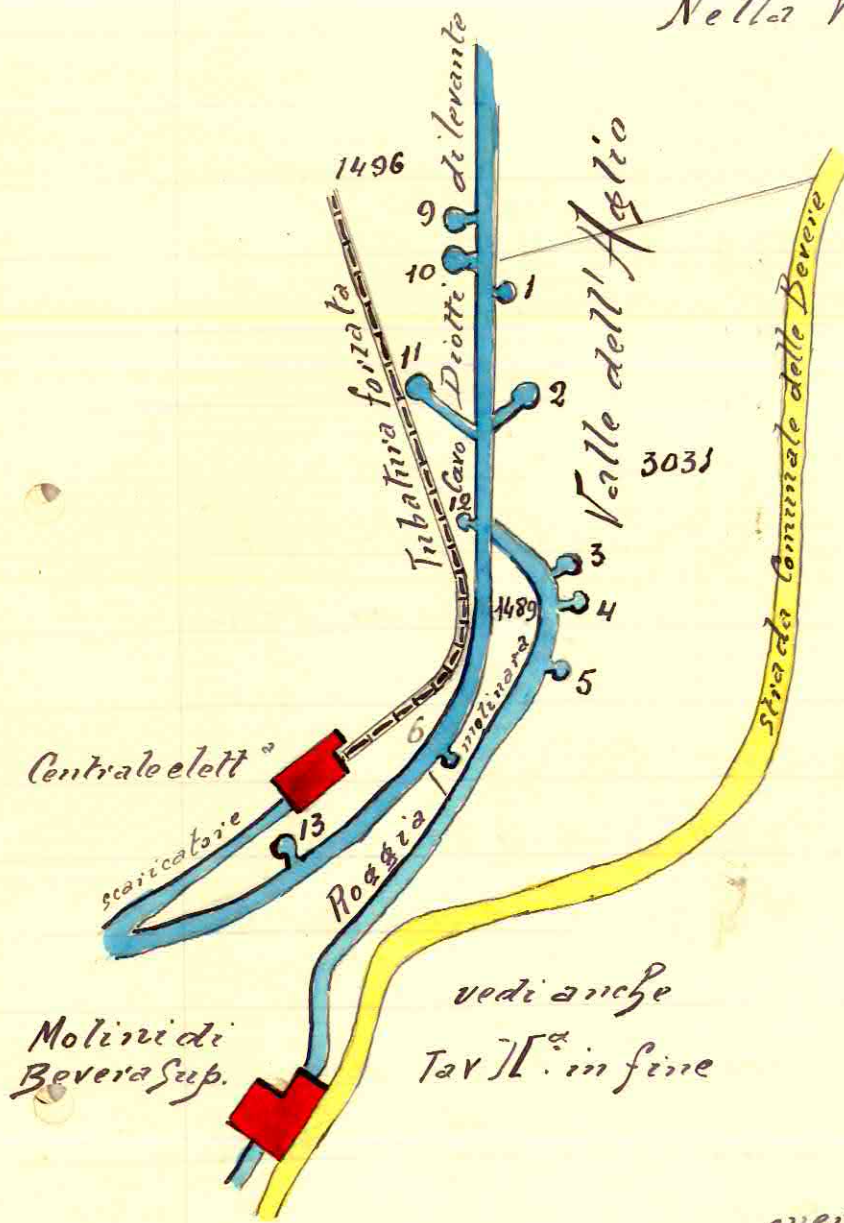 Nella V
1496
9
10
1
11
2
Cavo Diotti di levante
Tubatura forzata
Valle dell'Aglio
3031
12
3
4
5
1489
6
Roggia molinara
Strada Comunale delle Bevere
Centrale elettª
scaricatore
13
Molini di
Bevera Sup.
vedi anche
Tav IIª. in fine